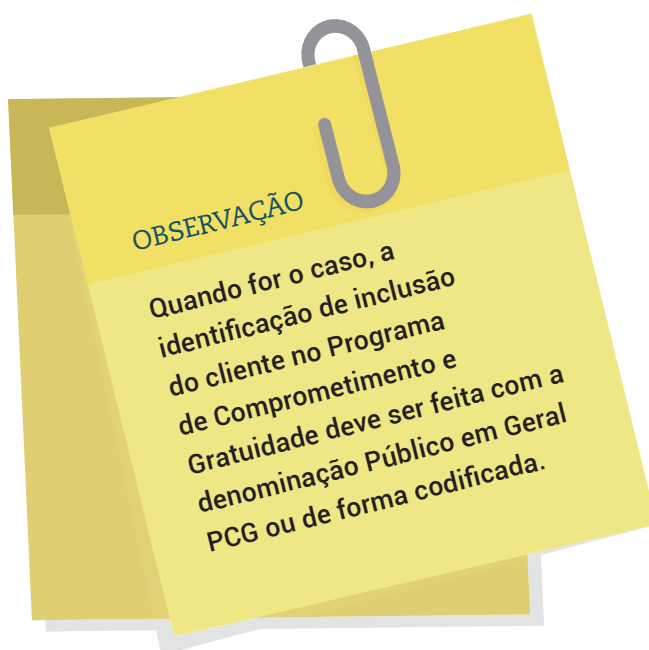 OBSERVAÇÃO
Quando for o caso, a
identificação de inclusão
do cliente no Programa
de Comprometimento e
Gratuidade deve ser feita com a
denominação Público em Geral
PCG ou de forma codificada.